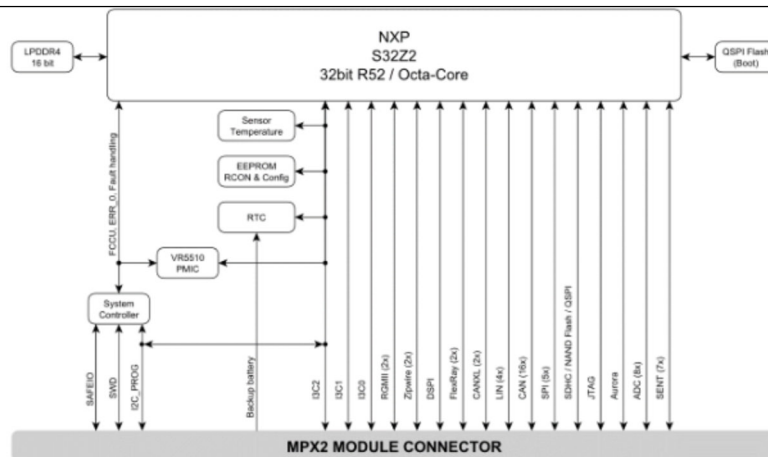 NXP
S32Z2
32bit R52 / Octa-Core
LPDDR4
16 bit
QSPI Flash
(Boot)
Sensor
Temperature
EEPROM
RCON & Config
RTC
VR5510
PMIC
System
Controller
FCCU, ERR_0, Fault handling
SAFEIO
SWD
I2C_PROG
Backup battery
I3C2
I3C1
I3C0
RGMII (2x)
Zipwire (2x)
DSPI
FlexRay (2x)
CANXL (2x)
LIN (4x)
CAN (16x)
SPI (5x)
SDHC / NAND Flash / QSPI
JTAG
Aurora
ADC (8x)
SENT (7x)
MPX2 MODULE CONNECTOR